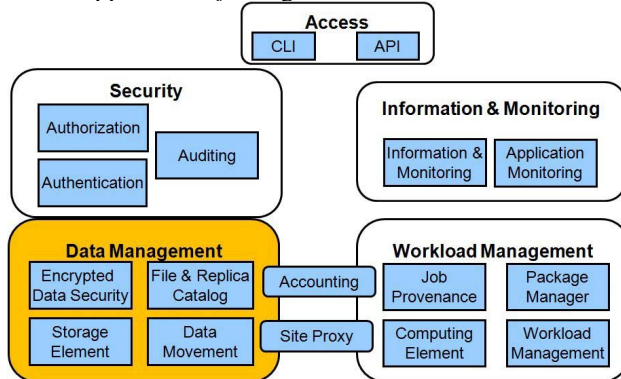 Access
CLI
API
Security
Authorization
Auditing
Authentication
Information & Monitoring
Information &
Monitoring
Application
Monitoring
Data Management
Encrypted
Data Security
File & Replica
Catalog
Storage
Element
Data
Movement
Accounting
Site Proxy
Workload Management
Job
Provenance
Package
Manager
Computing
Element
Workload
Management